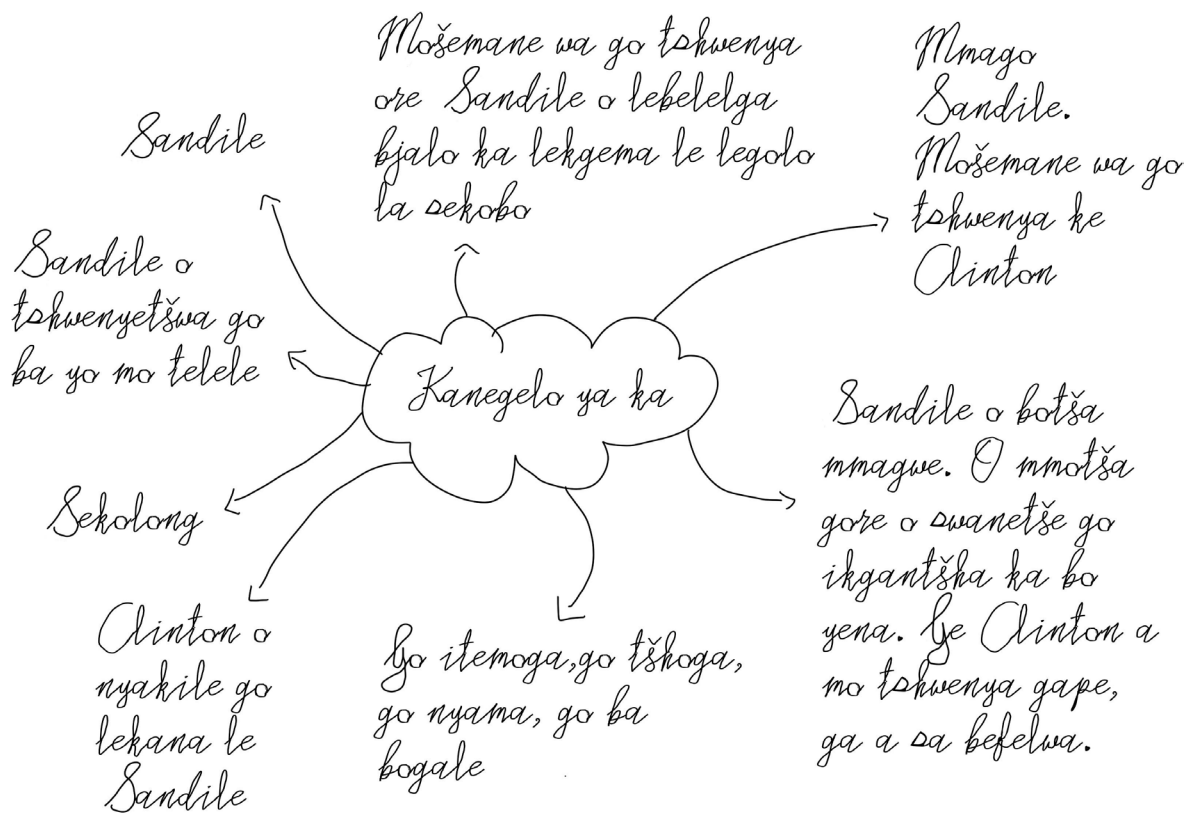 Sandile
Mošemane wa go tshwenya
ore Sandile o lebelelga
bjalo ka lekgema le legolo
la sekobo
Mmago
Sandile.
Mošemane wa go
tshwenya ke
Clinton
Sandile o
tshwenyetšwa go
ba yo mo telele
Kanegelo ya ka
Sandile o botša
mmagwe. O mmotša
gore o swanetše go
ikgantšha ka bo
yena. Ge Clinton a
mo tshwenya gape,
ga a sa befelwa.
Sekolong
Clinton o
nyakile go
lekana le
Sandile
Go itemoga,go tšhoga,
go nyama, go ba
bogale